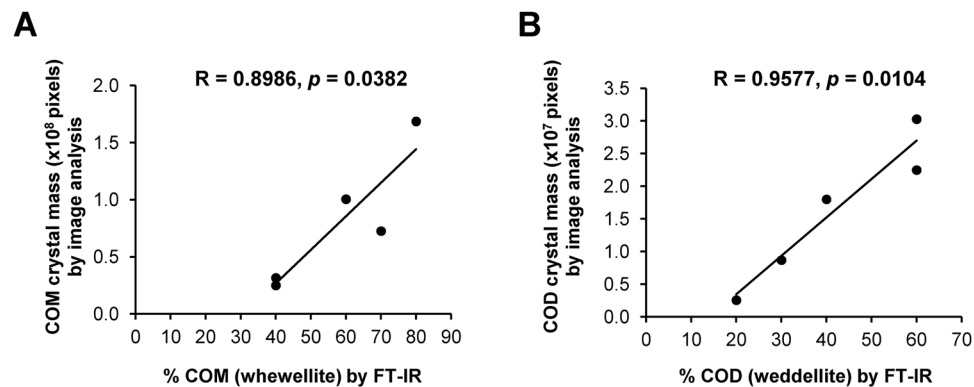 A
R = 0.8986, p = 0.0382
COM crystal mass (x10⁸ pixels)
by image analysis
2.0
1.5
1.0
0.5
0.0
0 10 20 30 40 50 60 70 80 90
% COM (whewellite) by FT-IR
B
R = 0.9577, p = 0.0104
COD crystal mass (x10⁷ pixels)
by image analysis
3.5
3.0
2.5
2.0
1.5
1.0
0.5
0.0
0 10 20 30 40 50 60 70
% COD (weddellite) by FT-IR